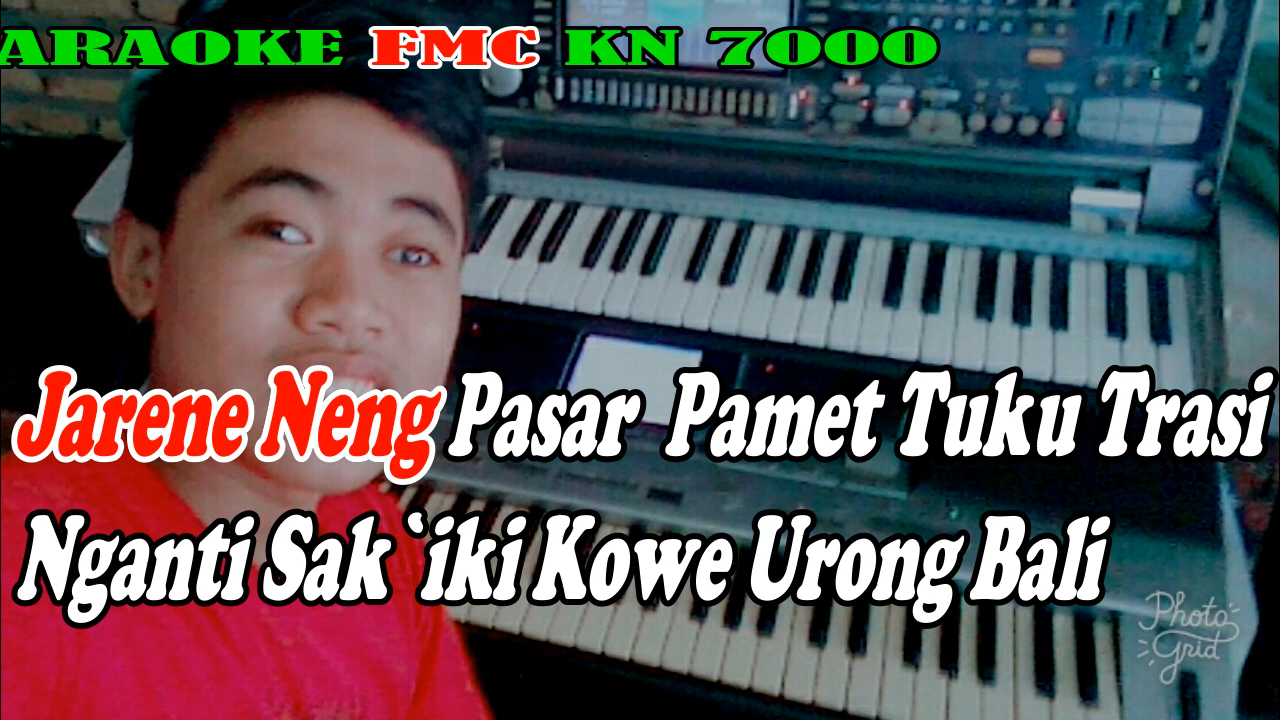 ARAOKE FMC KN 7000
Jarene Neng Pasar Pamet Tuku Trasi
Nganti Sak `iki Kowe Urong Bali
Photo
Grid